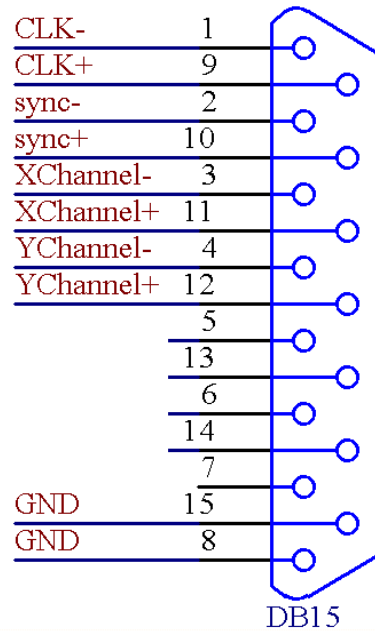 CLK- 1
CLK+ 9
sync- 2
sync+ 10
XChannel- 3
XChannel+ 11
YChannel- 4
YChannel+ 12
5
13
6
14
7
GND 15
GND 8
DB15